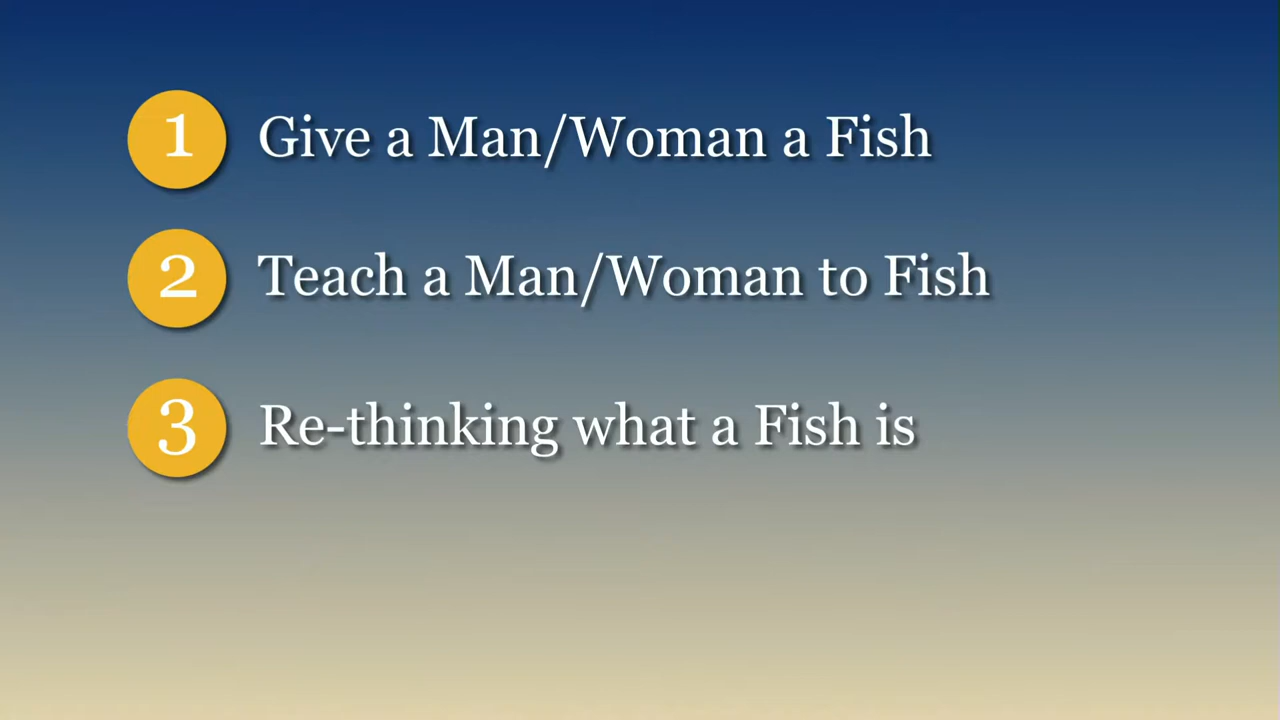 1 Give a Man/Woman a Fish
2 Teach a Man/Woman to Fish
3 Re-thinking what a Fish is